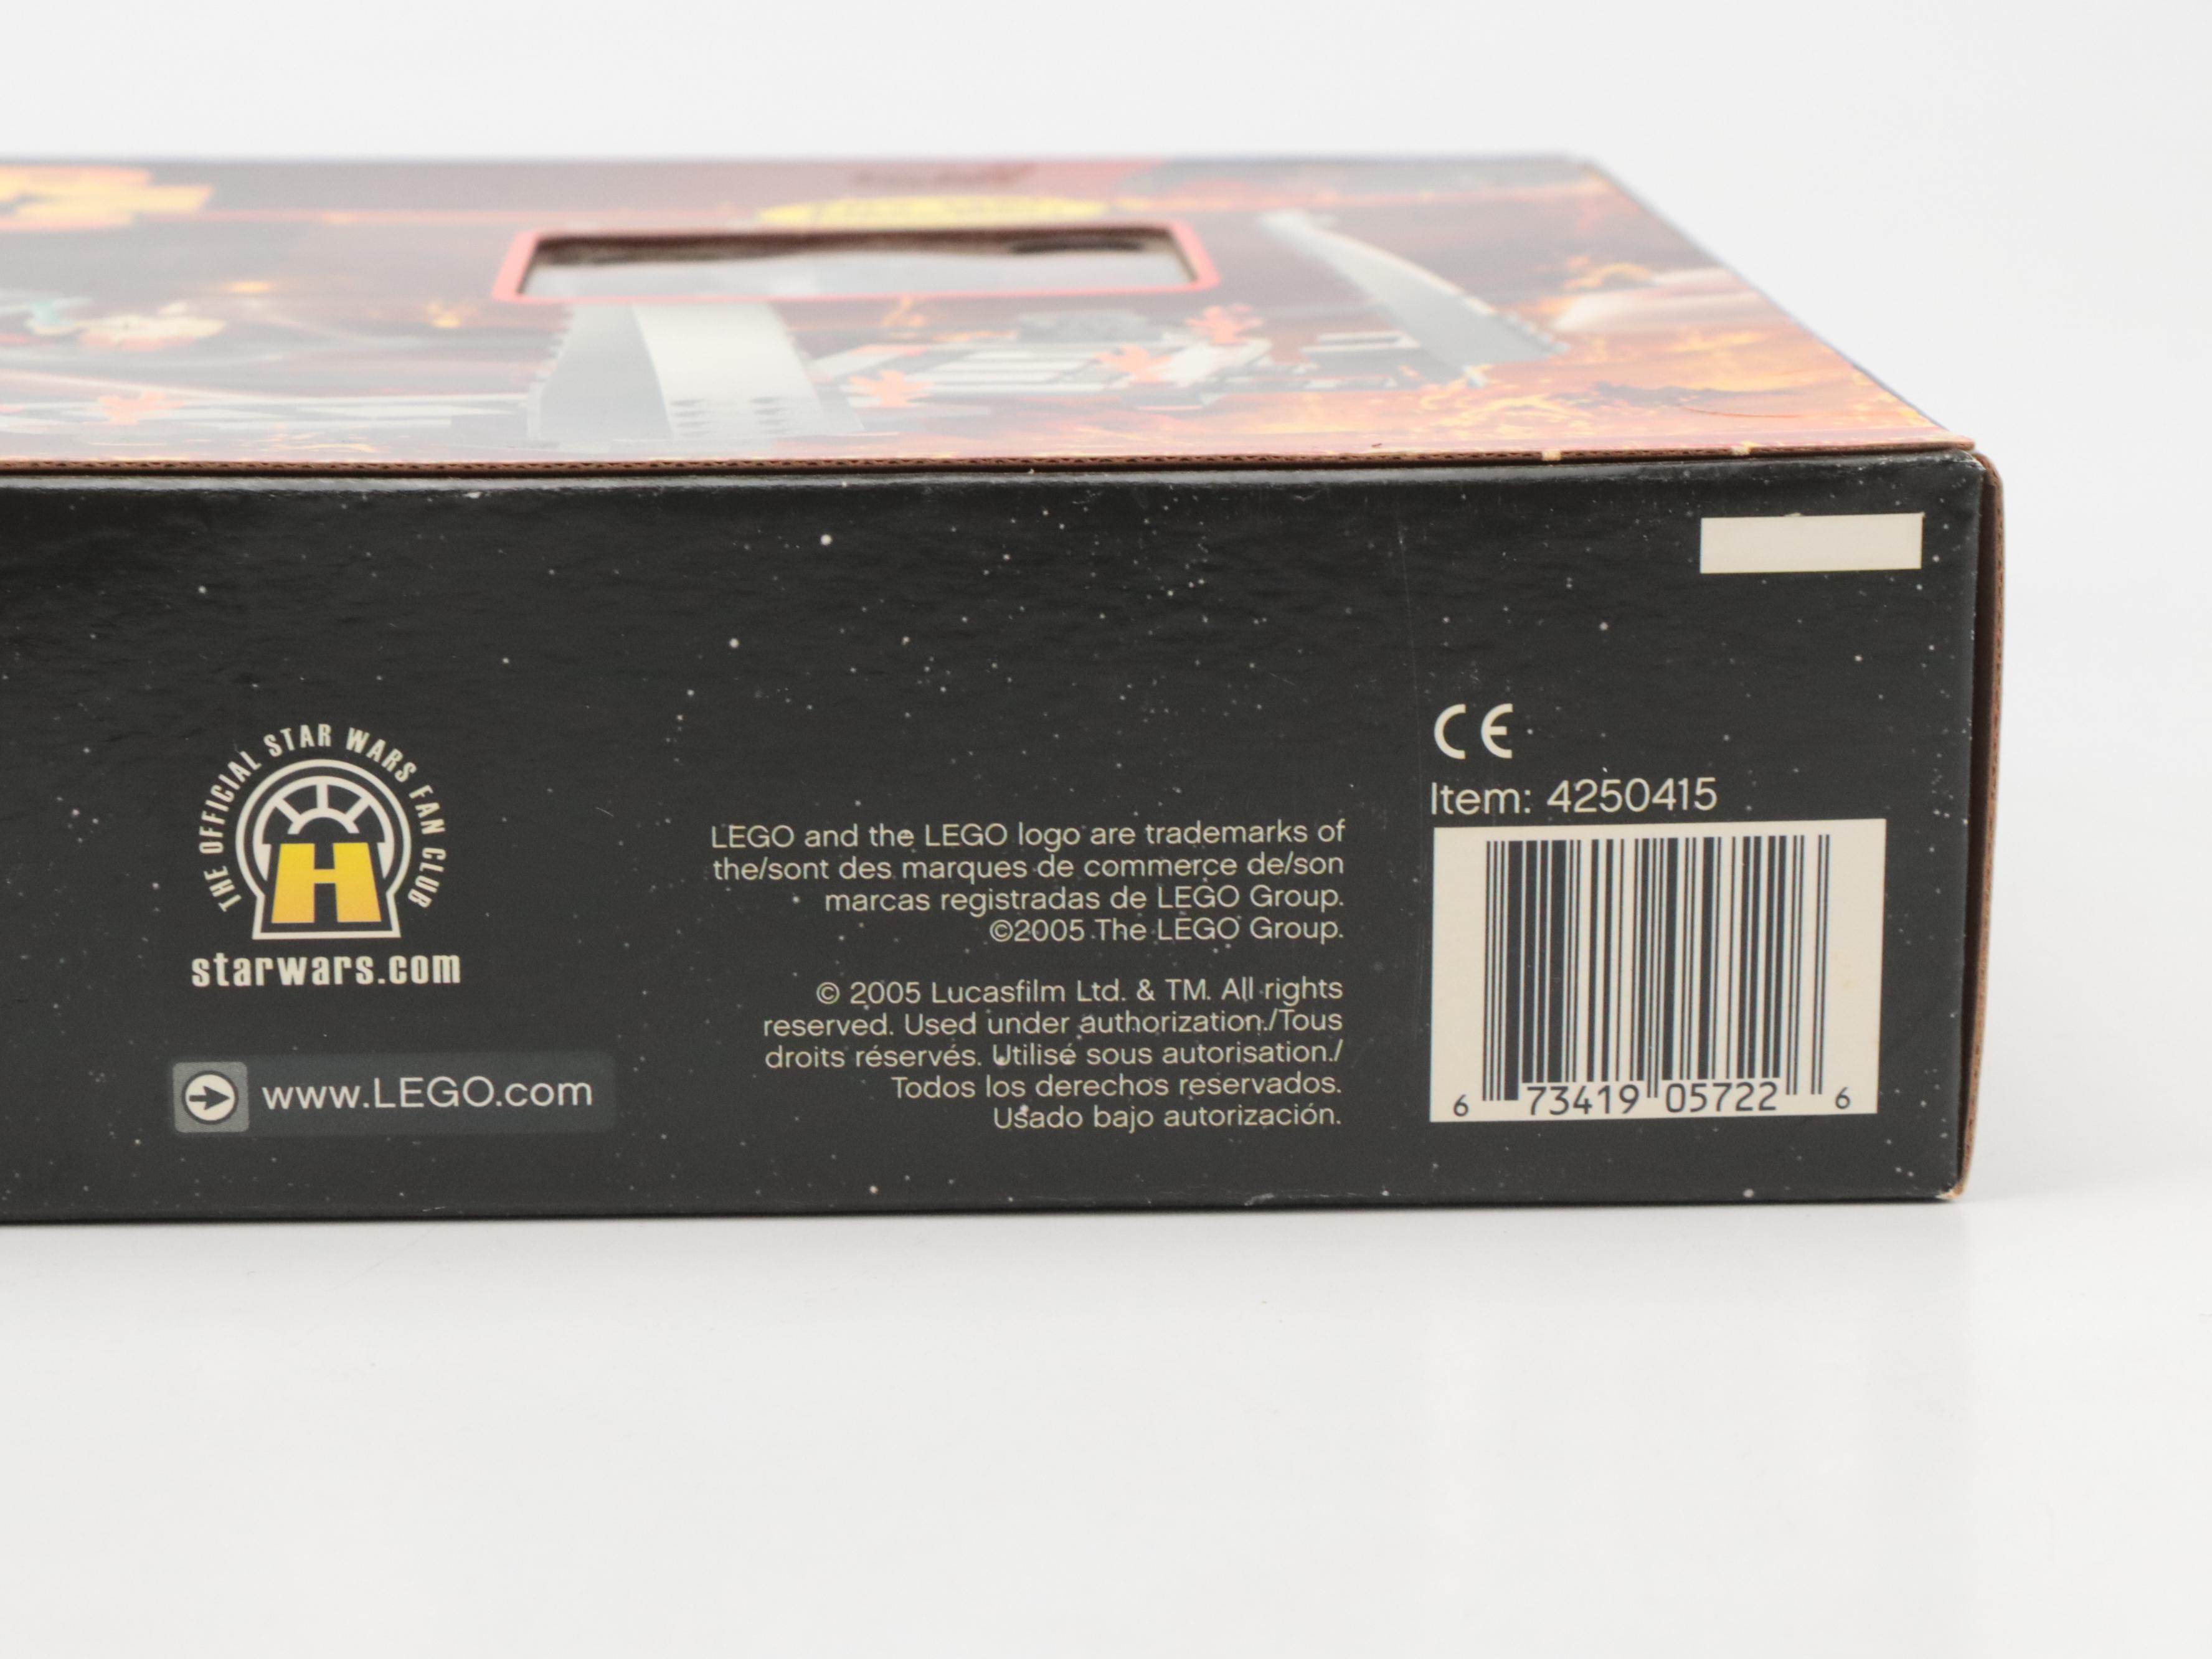 THE OFFICIAL STAR WARS FAN CLUB
H
starwars.com
www.LEGO.com
LEGO and the LEGO logo are trademarks of
the/sont des marques de commerce de/son
marcas registradas de LEGO Group.
©2005 The LEGO Group.
© 2005 Lucasfilm Ltd. & TM. All rights
reserved. Used under authorization./Tous
droits réservés. Utilisé sous autorisation./
Todos los derechos reservados.
Usado bajo autorización.
CE
Item: 4250415
6 73419 05722 6